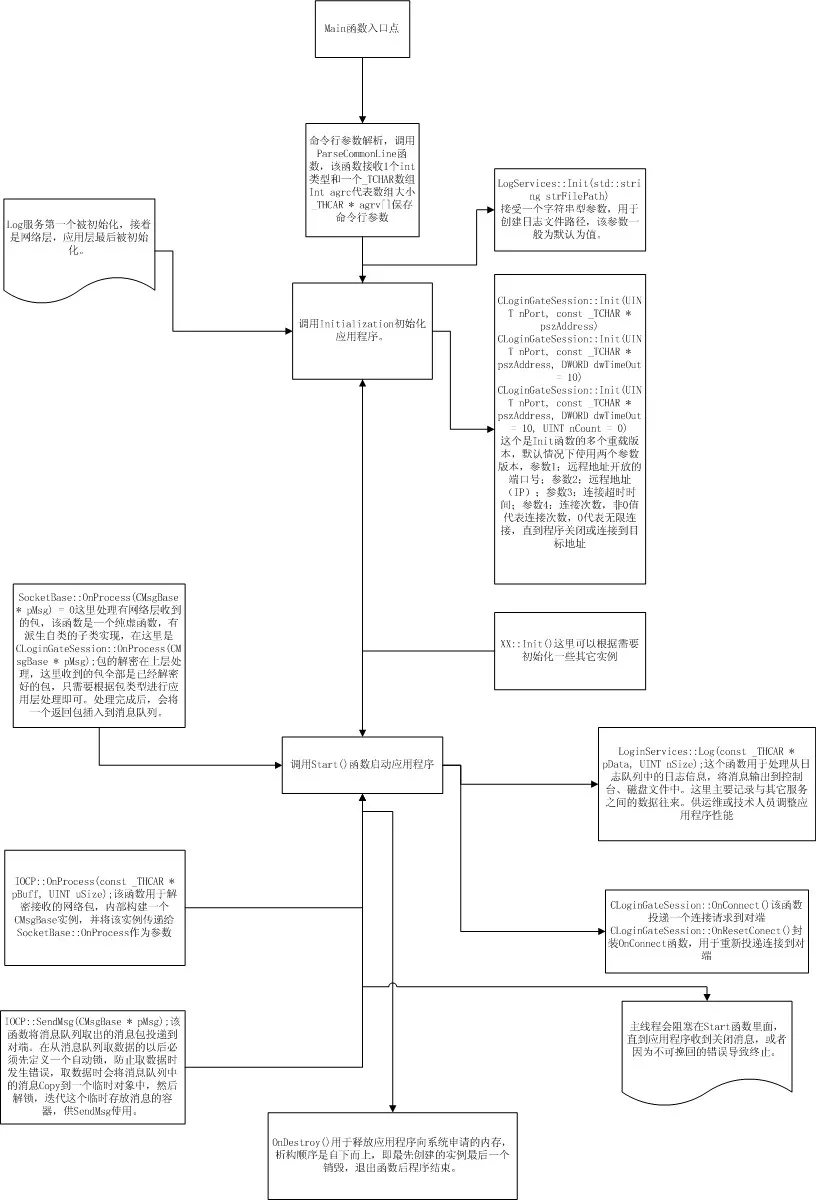 Main函数入口点
命令行参数解析，调用
ParseCommonLine函
数，该函数接收1个int
类型和一个_TCHAR数组
Int agrc代表数组大小
_THCAR * agrv[]保存
命令行参数
LogServices::Init(std::stri
ng strFilePath)
接受一个字符串型参数，用于
创建日志文件路径，该参数一
般为默认为值。
Log服务第一个被初始化，接着
是网络层，应用层最后被初始
化。
调用Initialization初始化
应用程序。
CLoginGateSession::Init(UIN
T nPort, const _TCHAR *
pszAddress)
CLoginGateSession::Init(UIN
T nPort, const _TCHAR *
pszAddress, DWORD dwTimeOut
= 10)
CLoginGateSession::Init(UIN
T nPort, const _TCHAR *
pszAddress, DWORD dwTimeOut
= 10, UINT nCount = 0)
这个是Init函数的多个重载版
本，默认情况下使用两个参数
版本，参数1；远程地址开放的
端口号；参数2；远程地址
（IP）；参数3；连接超时时
间；参数4；连接次数，非0值
代表连接次数，0代表无限连
接，直到程序关闭或连接到目
标地址
SocketBase::OnProcess(CMsgBase
* pMsg) = 0这里处理有网络层收到
的包，该函数是一个纯虚函数，有
派生自类的子类实现，在这里是
CLoginGateSession::OnProcess(CM
sgBase * pMsg);包的解密在上层处
理，这里收到的包全部是已经解密
好的包，只需要根据包类型进行应
用层处理即可。处理完成后，会将
一个返回包插入到消息队列。
XX::Init()这里可以根据需要
初始化一些其它实例
调用Start()函数启动应用程序
LoginServices::Log(const _THCAR *
pData, UINT nSize);这个函数用于处理从日
志队列中的日志信息，将消息输出到控制
台、磁盘文件中。这里主要记录与其它服务
之间的数据往来。供运维或技术人员调整应
用程序性能
IOCP::OnProcess(const _THCAR *
pBuff, UINT uSize);该函数用于解
密接收的网络包，内部构建一个
CMsgBase实例，并将该实例传递给
SocketBase::OnProcess作为参数
CLoginGateSession::OnConnect()该函数
投递一个连接请求到对端
CLoginGateSession::OnResetConect()封
装OnConnect函数，用于重新投递连接到对
端
IOCP::SendMsg(CMsgBase * pMsg);该
函数将消息队列取出的消息包投递到
对端。在从消息队列取数据的以后必
须先定义一个自动锁，防止取数据时
发生错误，取数据时会将消息队列中
的消息Copy到一个临时对象中，然后
解锁，迭代这个临时存放消息的容
器，供SendMsg使用。
主线程会阻塞在Start函数里面，
直到应用程序收到关闭消息，或者
因为不可挽回的错误导致终止。
OnDestroy()用于释放应用程序向系统申请的内存，
析构顺序是自下而上，即最先创建的实例最后一个
销毁，退出函数后程序结束。